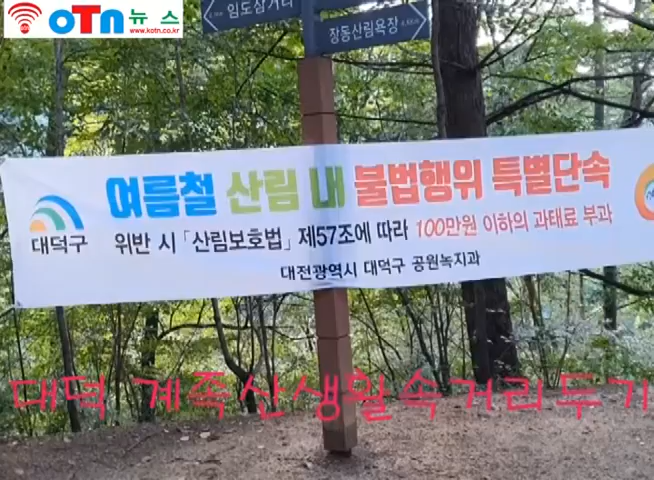 OTN뉴스
www.kotn.co.kr
임도삼거리
장동산림욕장
여름철 산림 내 불법행위 특별단속
대덕구
위반 시 「산림보호법」 제57조에 따라 100만원 이하의 과태료 부과
대전광역시 대덕구 공원녹지과
대덕 계족산생활속거리두기